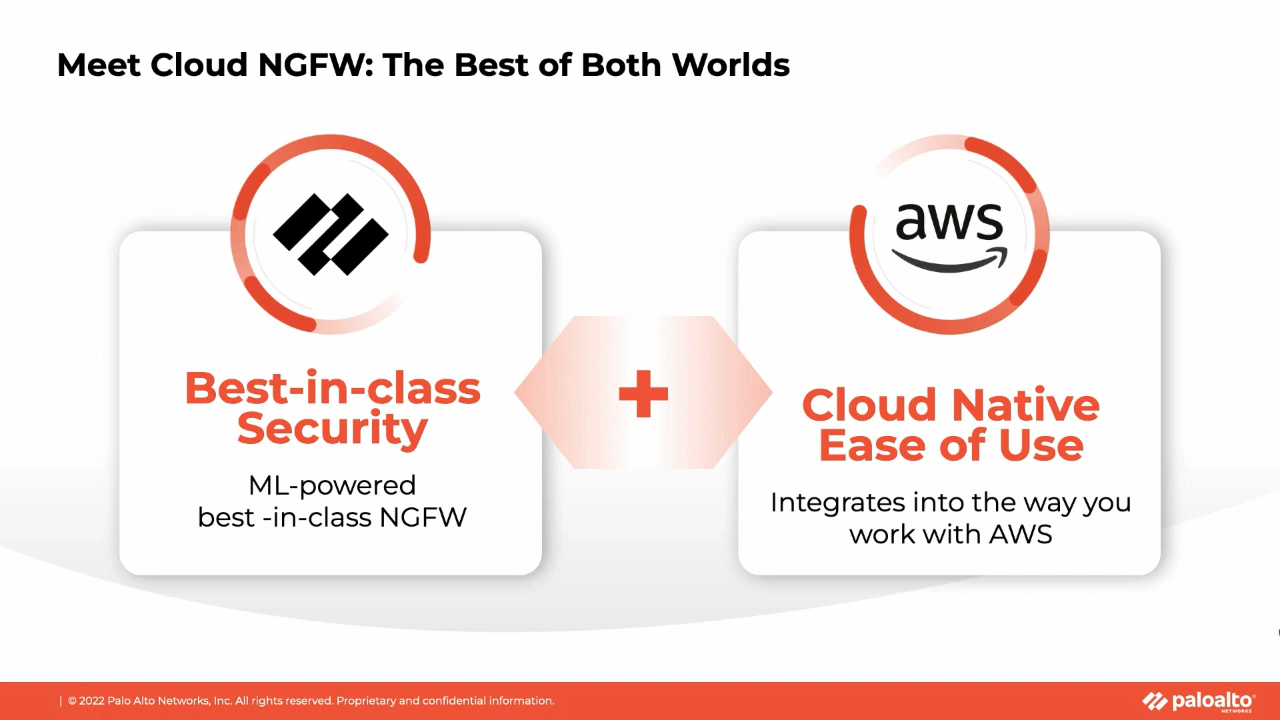 Meet Cloud NGFW: The Best of Both Worlds
Best-in-class
Security
ML-powered
best -in-class NGFW
+
aws
Cloud Native
Ease of Use
Integrates into the way you
work with AWS
| © 2022 Palo Alto Networks, Inc. All rights reserved. Proprietary and confidential information.
paloalto
NETWORKS